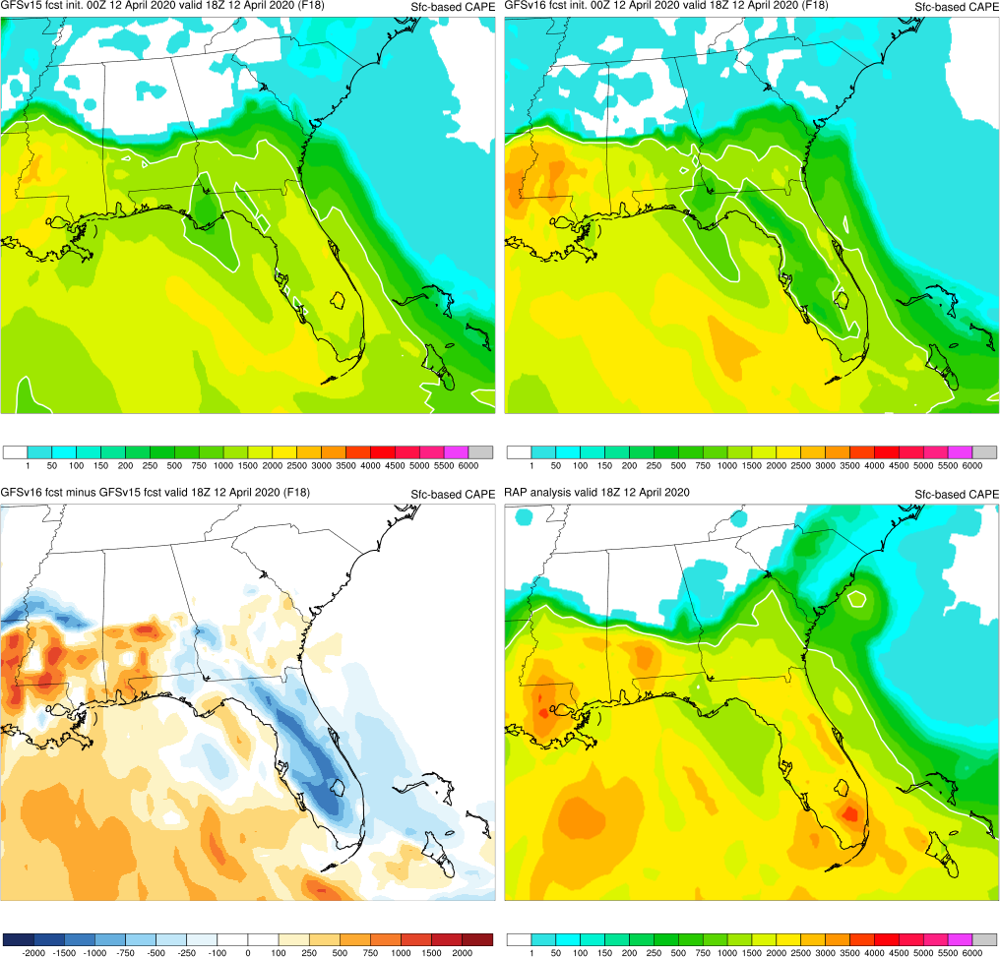 GFSv15 fcst init. 00Z 12 April 2020 valid 18Z 12 April 2020 (F18) Sfc-based CAPE
GFSv16 fcst init. 00Z 12 April 2020 valid 18Z 12 April 2020 (F18) Sfc-based CAPE
1 50 100 150 200 250 500 750 1000 1500 2000 2500 3000 3500 4000 4500 5000 5500 6000
1 50 100 150 200 250 500 750 1000 1500 2000 2500 3000 3500 4000 4500 5000 5500 6000
GFSv16 fcst minus GFSv15 fcst valid 18Z 12 April 2020 (F18) Sfc-based CAPE
RAP analysis valid 18Z 12 April 2020 Sfc-based CAPE
-2000 -1500 -1000 -750 -500 -250 -100 0 100 250 500 750 1000 1500 2000
1 50 100 150 200 250 500 750 1000 1500 2000 2500 3000 3500 4000 4500 5000 5500 6000